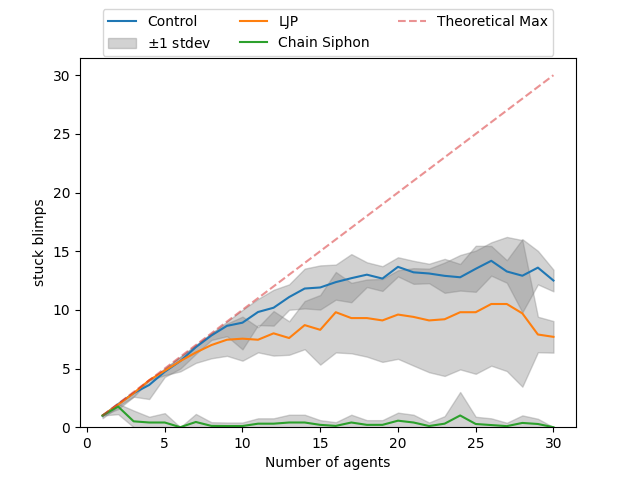 Control
LJP
Theoretical Max
±1 stdev
Chain Siphon
30
25
20
15
10
5
0
stuck blimps
0
5
10
15
20
25
30
Number of agents